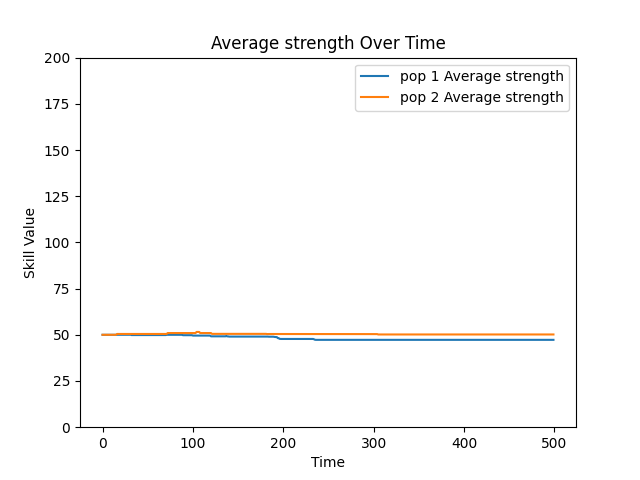 Average strength Over Time
pop 1 Average strength
pop 2 Average strength
Skill Value
200
175
150
125
100
75
50
25
0
0 100 200 300 400 500
Time